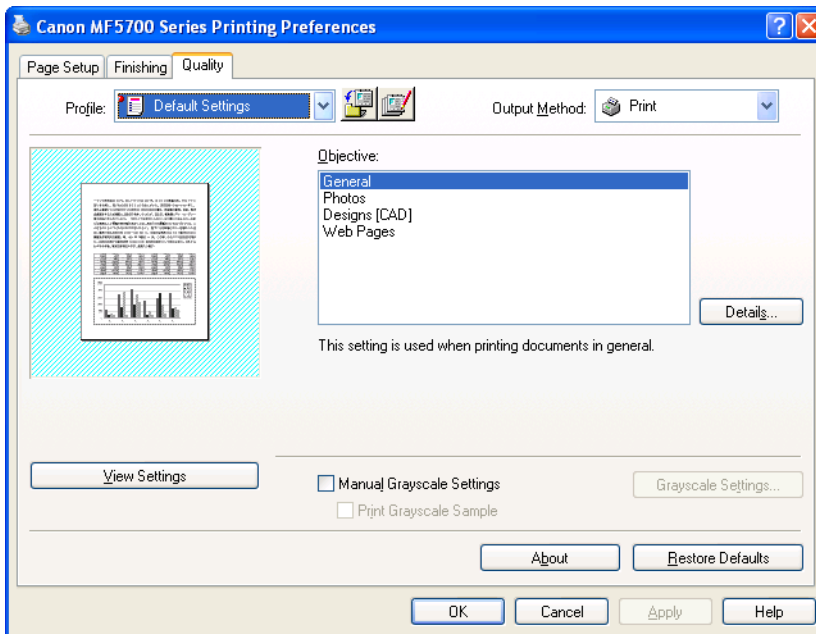 Canon MF5700 Series Printing Preferences
Page Setup Finishing Quality
Profile: Default Settings Output Method: Print
Objective:
General
Photos
Designs [CAD]
Web Pages
Details...
This setting is used when printing documents in general.
View Settings
Manual Grayscale Settings Grayscale Settings...
Print Grayscale Sample
About Restore Defaults
OK Cancel Apply Help